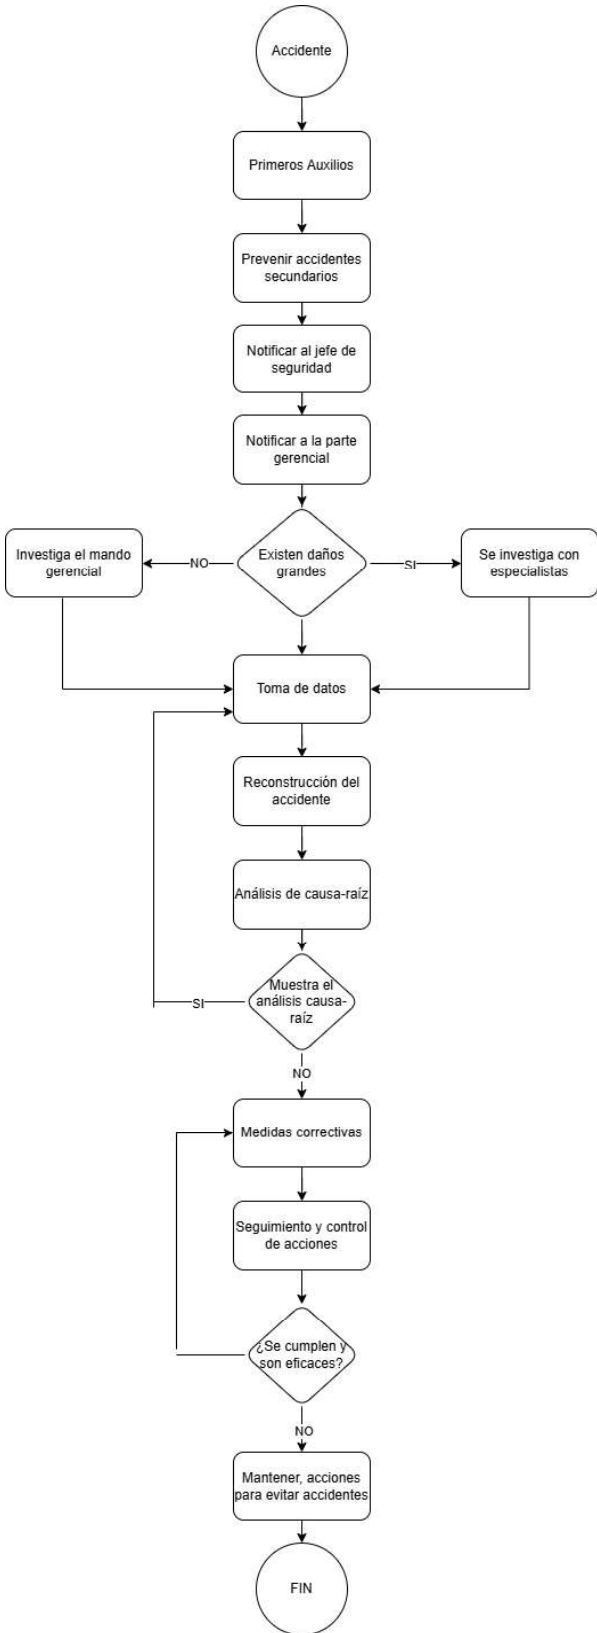 Accidente
Primeros Auxilios
Prevenir accidentes
secundarios
Notificar al jefe de
seguridad
Notificar a la parte
gerencial
Investiga el mando
gerencial
NO
Existen daños
grandes
SI
Se investiga con
especialistas
Toma de datos
Reconstrucción del
accidente
Análisis de causa-raíz
Muestra el
análisis causa-
raíz
SI
NO
Medidas correctivas
Seguimiento y control
de acciones
¿Se cumplen y
son eficaces?
NO
Mantener, acciones
para evitar accidentes
FIN